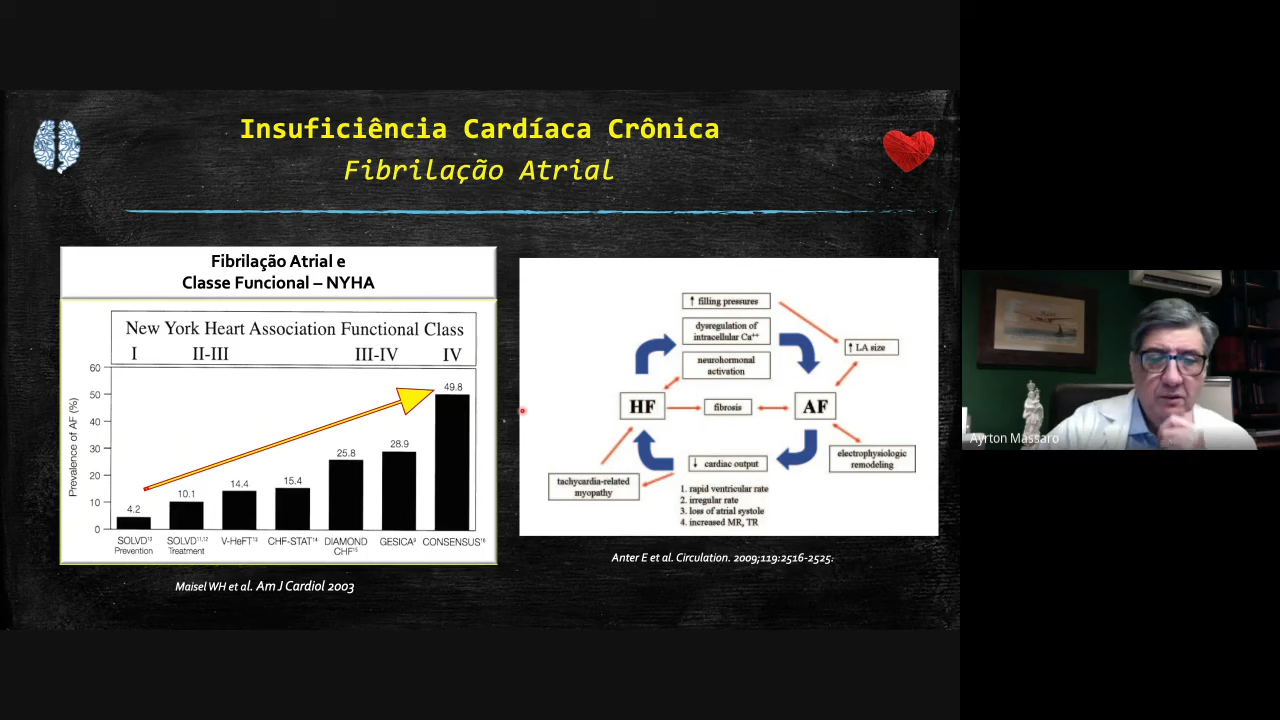 Insuficiência Cardíaca Crônica
Fibrilação Atrial
Fibrilação Atrial e
Classe Funcional – NYHA
New York Heart Association Functional Class
I II-III III-IV IV
Prevalence of AF (%)
60
50
40
30
20
10
0
4.2
10.1
14.4
15.4
25.8
28.9
49.8
SOLVD¹² Prevention
SOLVD¹¹,¹² Treatment
V-HeFT¹³
CHF-STAT¹⁴
DIAMOND CHF¹⁵
GESICA⁹
CONSENSUS¹⁶
Maisel WH et al. Am J Cardiol 2003
↑ filling pressures
dysregulation of
intracellular Ca⁺⁺
neurohormonal
activation
↑ LA size
HF
fibrosis
AF
↓ cardiac output
electrophysiologic
remodeling
tachycardia-related
myopathy
1. rapid ventricular rate
2. irregular rate
3. loss of atrial systole
4. increased MR, TR
Anter E et al. Circulation. 2009;119:2516-2525:
Ayrton Massaro